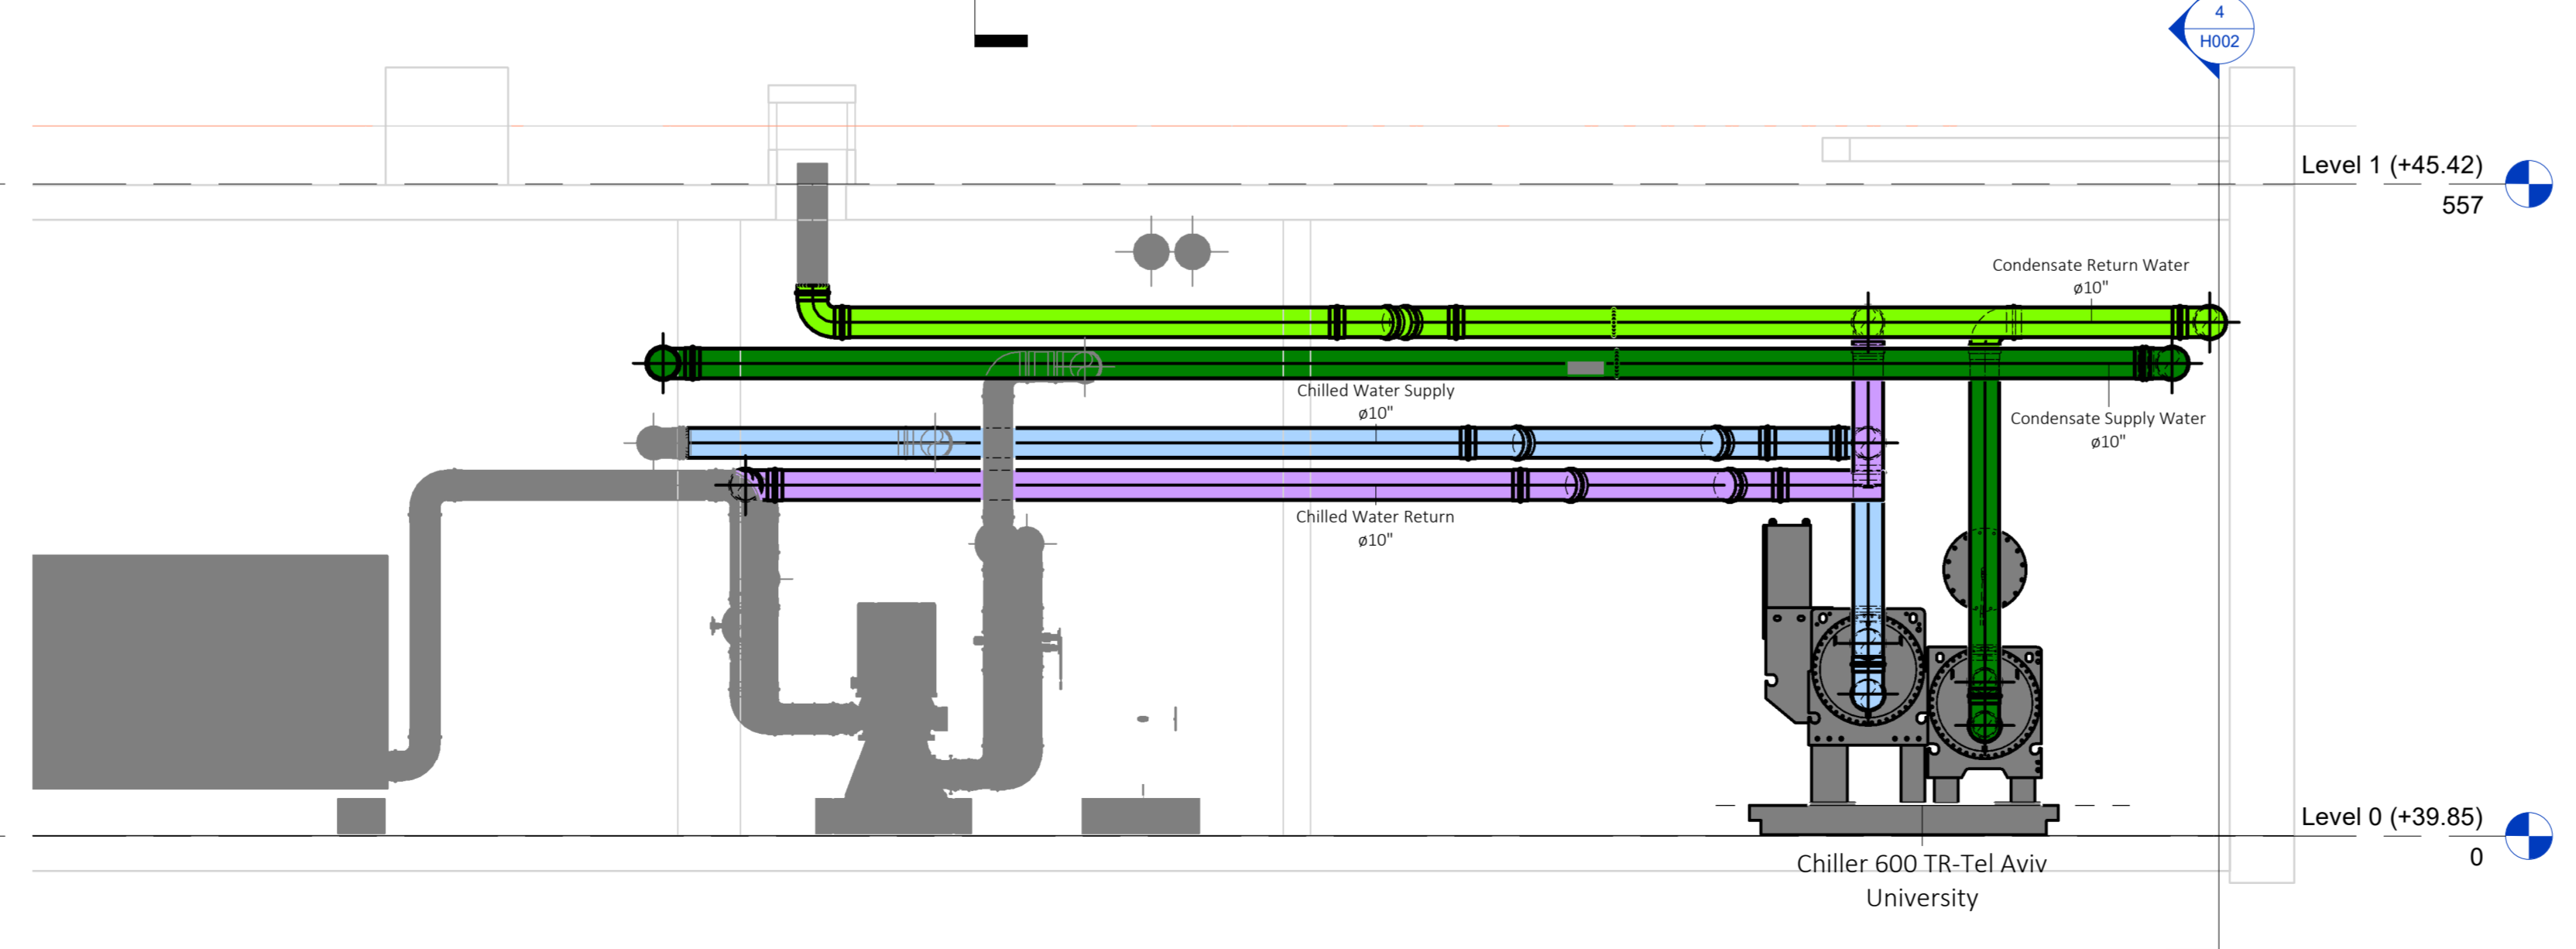 4
H002
Level 1 (+45.42)
557
Condensate Return Water
ø10"
Chilled Water Supply
ø10"
Condensate Supply Water
ø10"
Chilled Water Return
ø10"
Level 0 (+39.85)
0
Chiller 600 TR-Tel Aviv
University